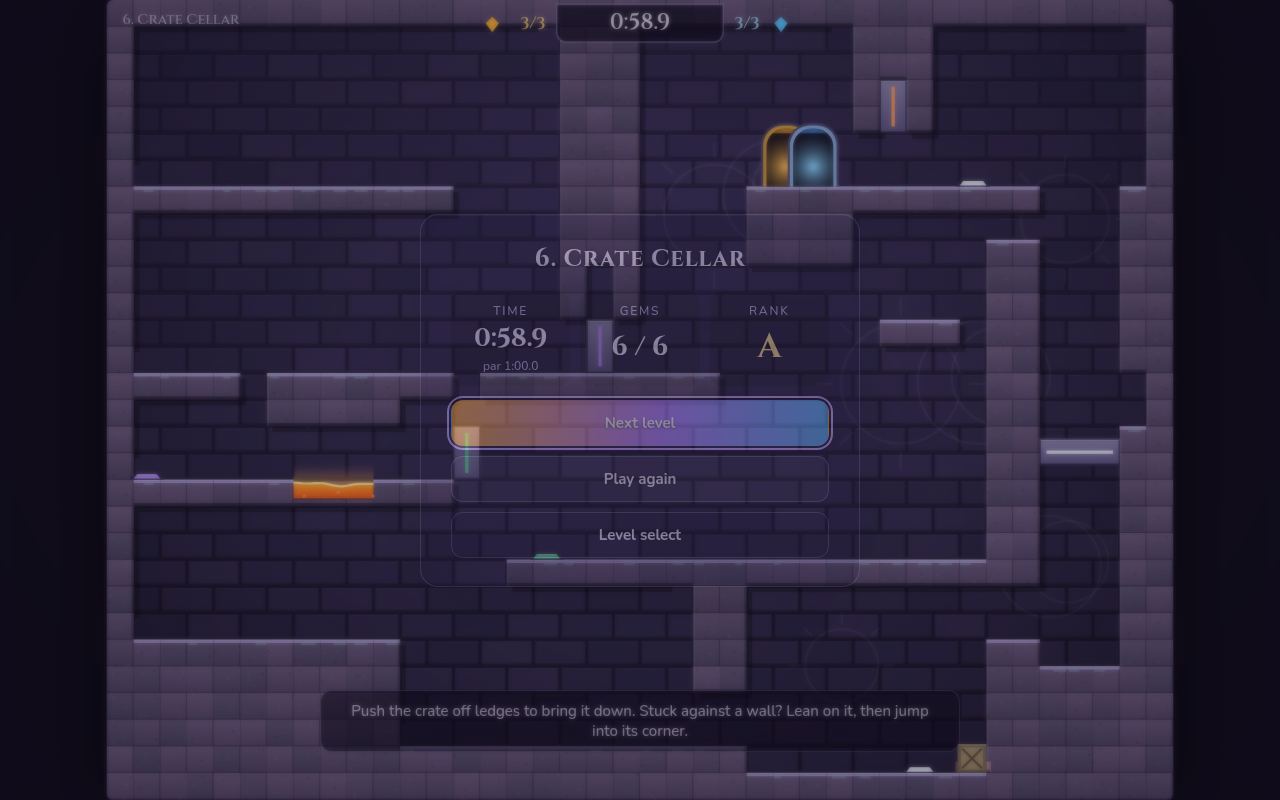 6. Crate Cellar
3/3
0:58.9
3/3
6. Crate Cellar
TIME
GEMS
RANK
0:58.9
6 / 6
A
par 1:00.0
Next level
Play again
Level select
Push the crate off ledges to bring it down. Stuck against a wall? Lean on it, then jump
into its corner.